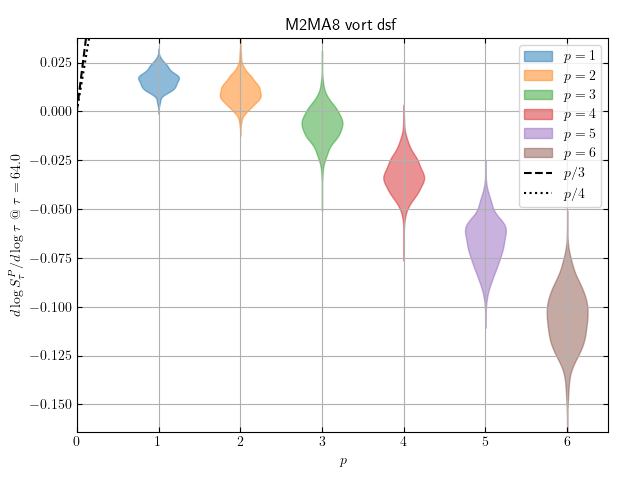 M2MA8 vort dsf
d log S_τ^P / d log τ @ τ = 64.0
0.025
0.000
−0.025
−0.050
−0.075
−0.100
−0.125
−0.150
p = 1
p = 2
p = 3
p = 4
p = 5
p = 6
p/3
p/4
0 1 2 3 4 5 6
p